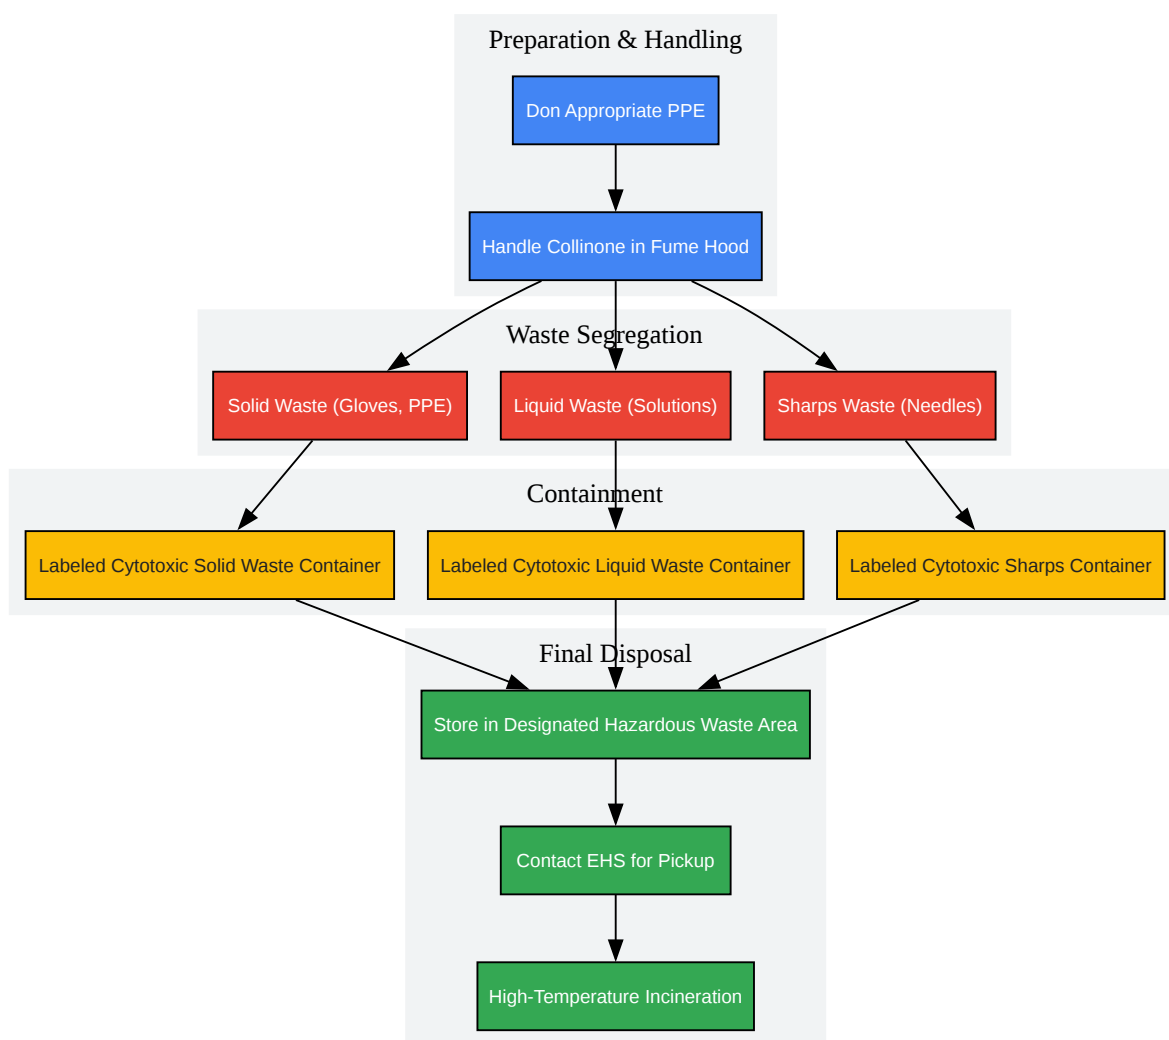 Preparation & Handling
Don Appropriate PPE
Handle Collinone in Fume Hood
Waste Segregation
Solid Waste (Gloves, PPE)
Liquid Waste (Solutions)
Sharps Waste (Needles)
Containment
Labeled Cytotoxic Solid Waste Container
Labeled Cytotoxic Liquid Waste Container
Labeled Cytotoxic Sharps Container
Final Disposal
Store in Designated Hazardous Waste Area
Contact EHS for Pickup
High-Temperature Incineration